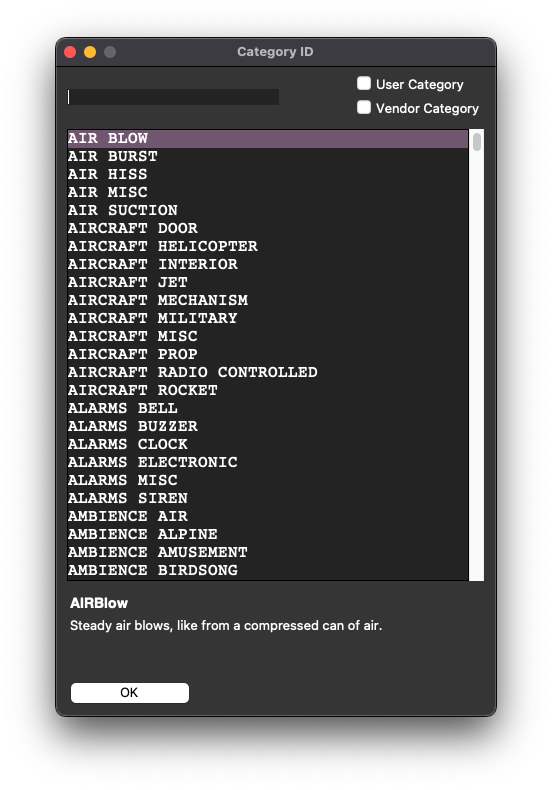 Category ID
User Category
Vendor Category
AIR BLOW
AIR BURST
AIR HISS
AIR MISC
AIR SUCTION
AIRCRAFT DOOR
AIRCRAFT HELICOPTER
AIRCRAFT INTERIOR
AIRCRAFT JET
AIRCRAFT MECHANISM
AIRCRAFT MILITARY
AIRCRAFT MISC
AIRCRAFT PROP
AIRCRAFT RADIO CONTROLLED
AIRCRAFT ROCKET
ALARMS BELL
ALARMS BUZZER
ALARMS CLOCK
ALARMS ELECTRONIC
ALARMS MISC
ALARMS SIREN
AMBIENCE AIR
AMBIENCE ALPINE
AMBIENCE AMUSEMENT
AMBIENCE BIRDSONG
AIRBlow
Steady air blows, like from a compressed can of air.
OK